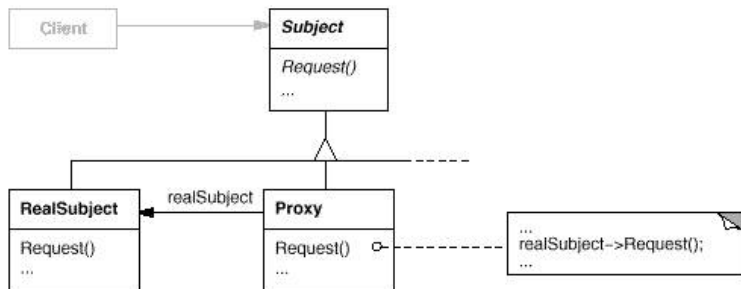 Client
Subject
Request()
...
realSubject
RealSubject
Request()
...
Proxy
Request()
...
...
realSubject->Request();
...